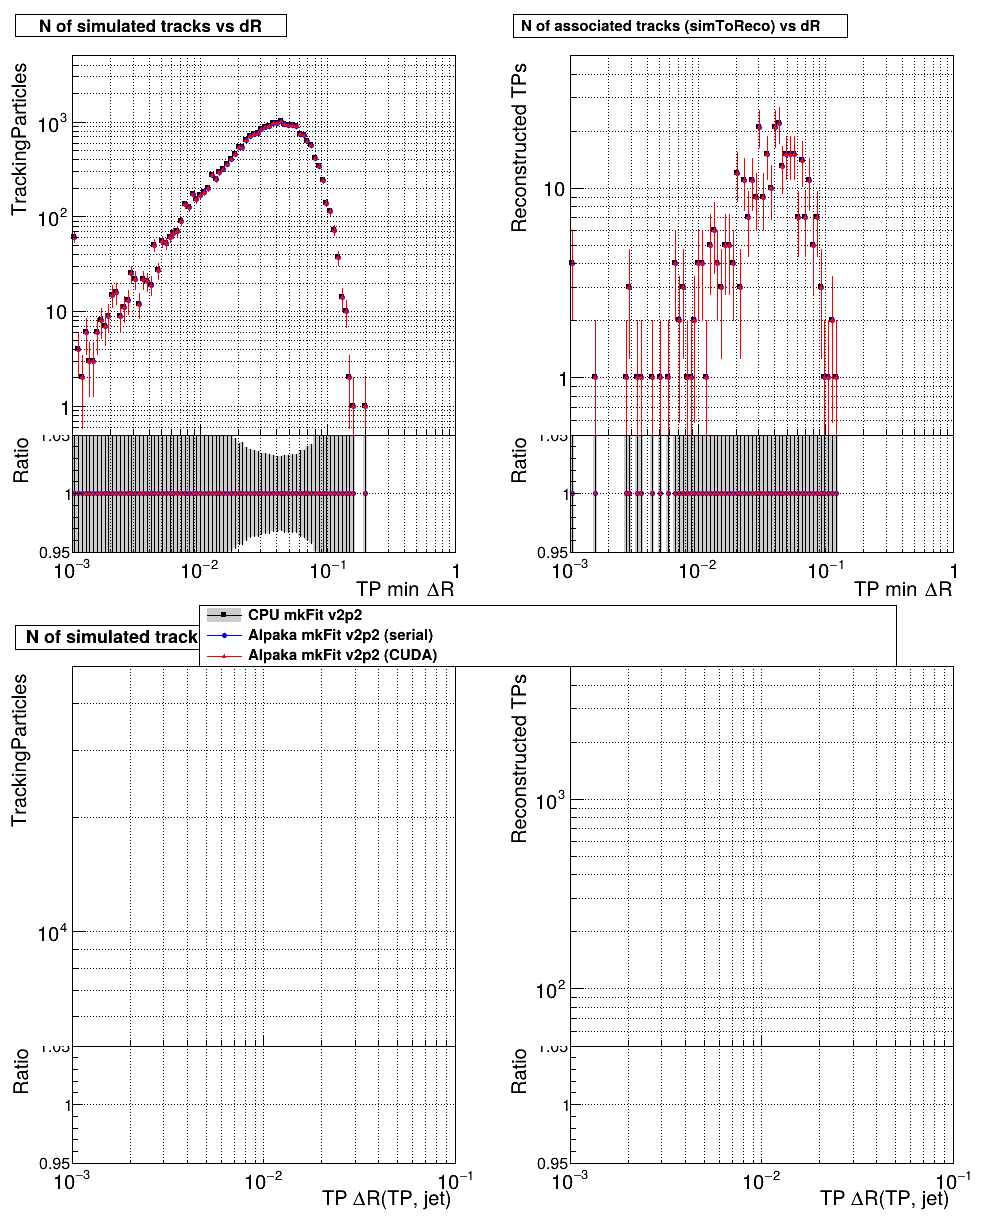 N of simulated tracks vs dR
N of associated tracks (simToReco) vs dR
TrackingParticles
10³
10²
10
1
Ratio
1.05
1
0.95
10⁻³ 10⁻² 10⁻¹ 1
TP min ΔR
Reconstructed TPs
10
1
Ratio
1.05
1
0.95
10⁻³ 10⁻² 10⁻¹ 1
TP min ΔR
CPU mkFit v2p2
Alpaka mkFit v2p2 (serial)
Alpaka mkFit v2p2 (CUDA)
N of simulated track
TrackingParticles
10⁴
Ratio
1.05
1
0.95
10⁻³ 10⁻² 10⁻¹
TP ΔR(TP, jet)
Reconstructed TPs
10³
10²
Ratio
1.05
1
0.95
10⁻³ 10⁻² 10⁻¹
TP ΔR(TP, jet)